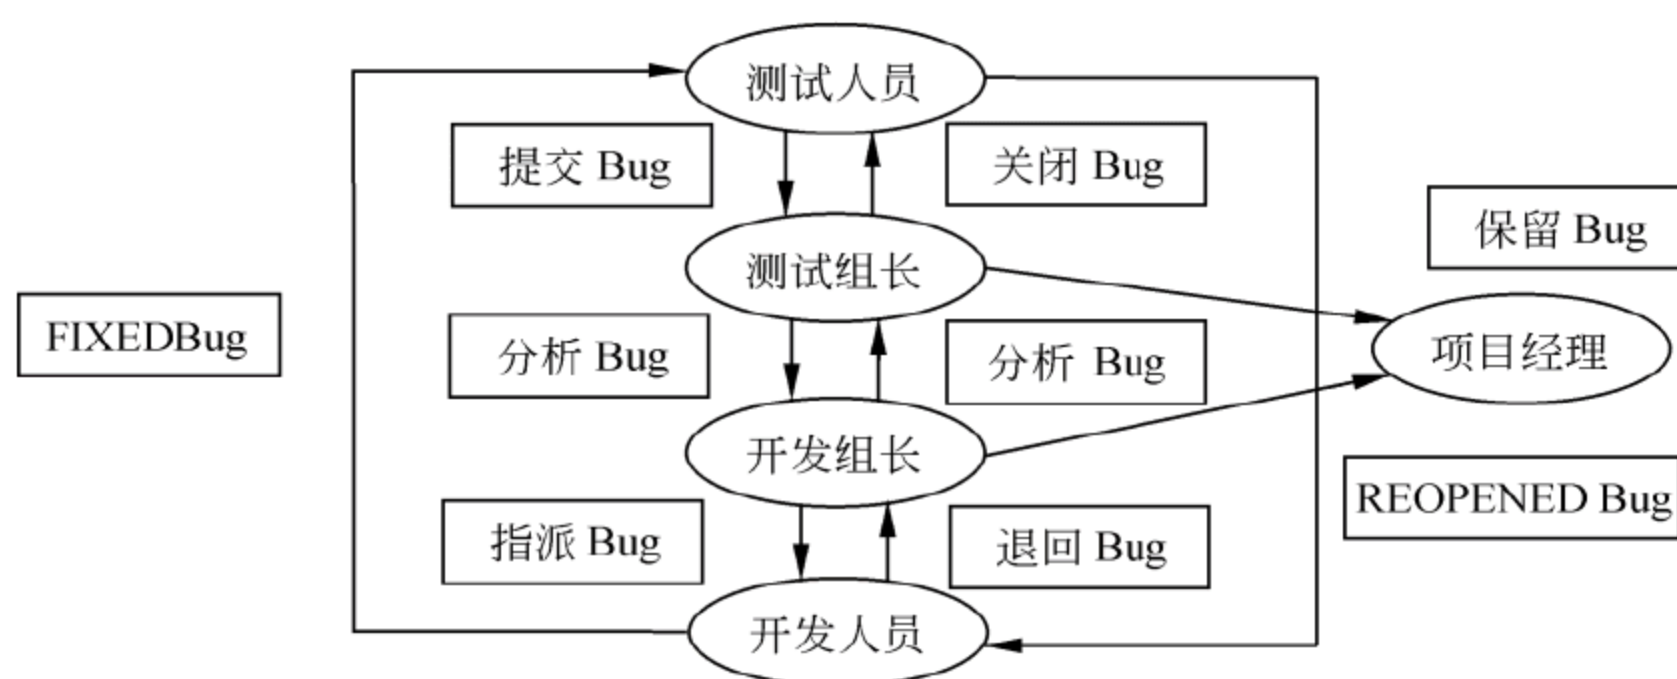 测试人员
提交 Bug
关闭 Bug
保留 Bug
测试组长
FIXEDBug
分析 Bug
分析 Bug
项目经理
开发组长
REOPENED Bug
指派 Bug
退回 Bug
开发人员